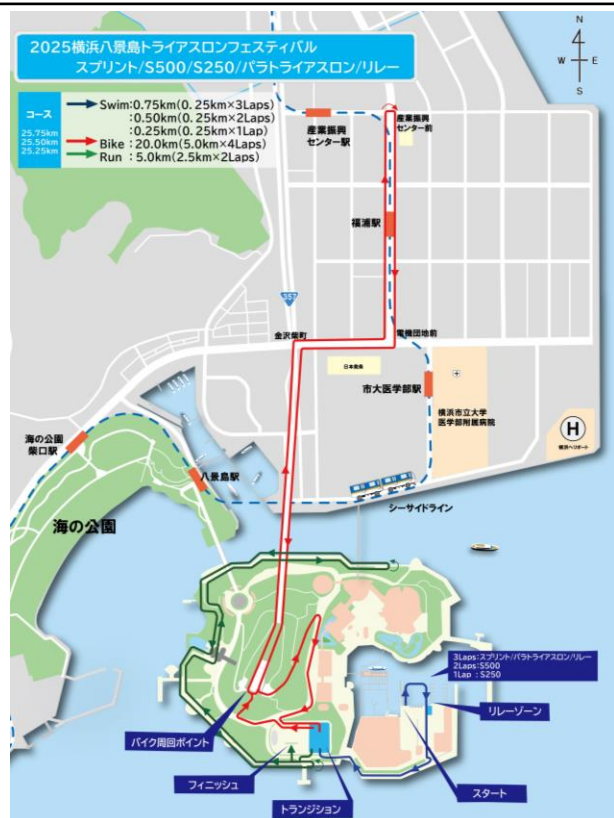 2025横浜八景島トライアスロンフェスティバル
スプリント/S500/S250/パラトライアスロン/リレー
N
W
E
S
コース
25.75km
25.50km
25.25km
Swim:0.75km(0.25km×3Laps)
:0.50km(0.25km×2Laps)
:0.25km(0.25km×1Lap)
Bike:20.0km(5.0km×4Laps)
Run:5.0km(2.5km×2Laps)
産業振興
センター駅
産業振興
センター前
福浦駅
357
金沢柴町
電機団地前
市大医学部駅
横浜市立大学
医学部附属病院
H
横浜ヘリポート
海の公園
柴口駅
八景島駅
シーサイドライン
海の公園
3Laps:スプリント/パラトライアスロン/リレー
2Laps:S500
1Lap :S250
リレーゾーン
バイク周回ポイント
フィニッシュ
スタート
トランジション